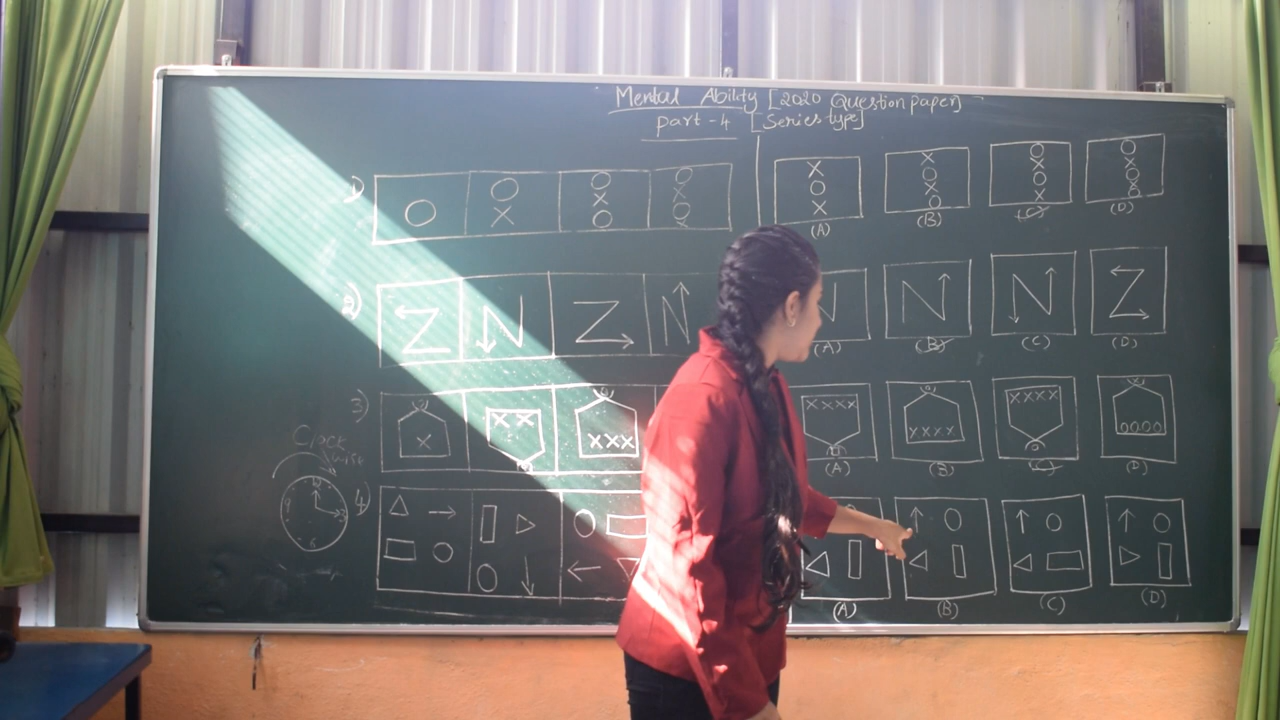 Mental Ability [2020 Question paper]
part - 4 [Series type]
1)
O
O X
O X O
O X O
X O X
(A)
X O X O
(B)
O X O X
(C)
(D)
2)
Z N Z N
N
(A)
N
(B)
N
(C)
Z
(D)
3)
X
X X
X X X
X X X X
(A)
X X X X
(B)
X X X X
(C)
O O O O
(D)
Clock
wise
4)
(A)
(B)
(C)
(D)